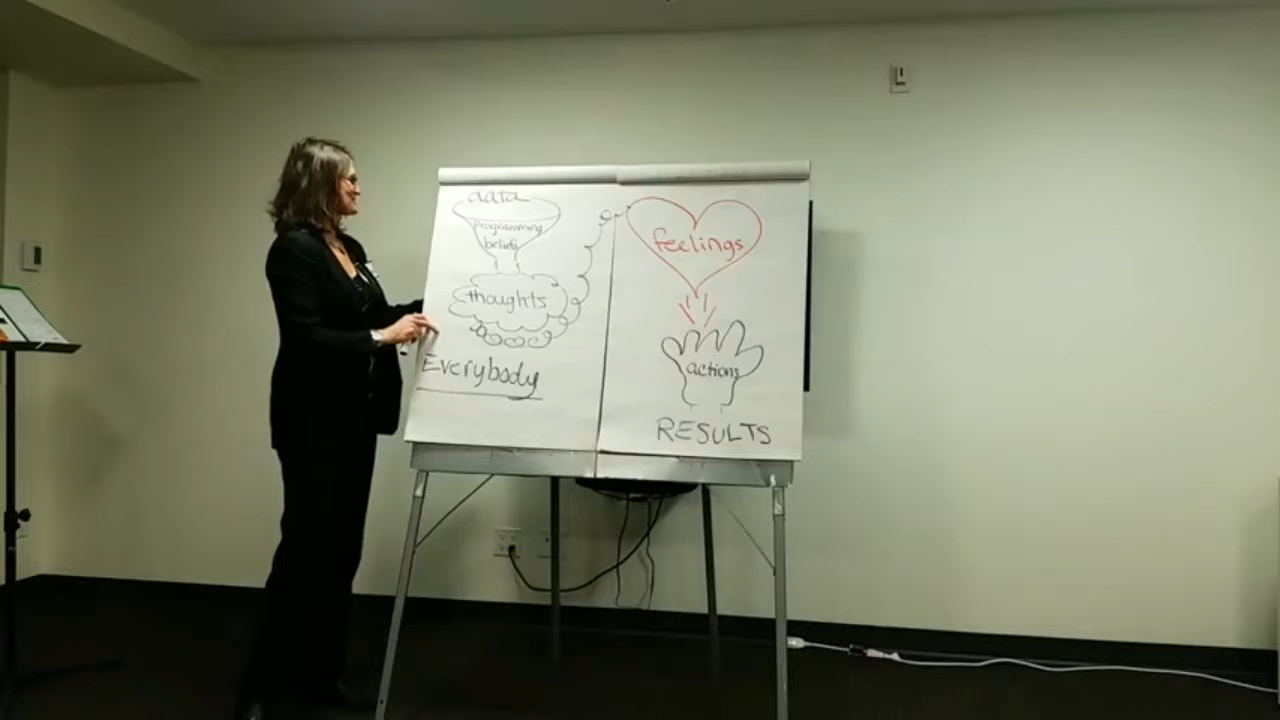 data
Programming
beliefs
thoughts
Everybody
feelings
actions
RESULTS